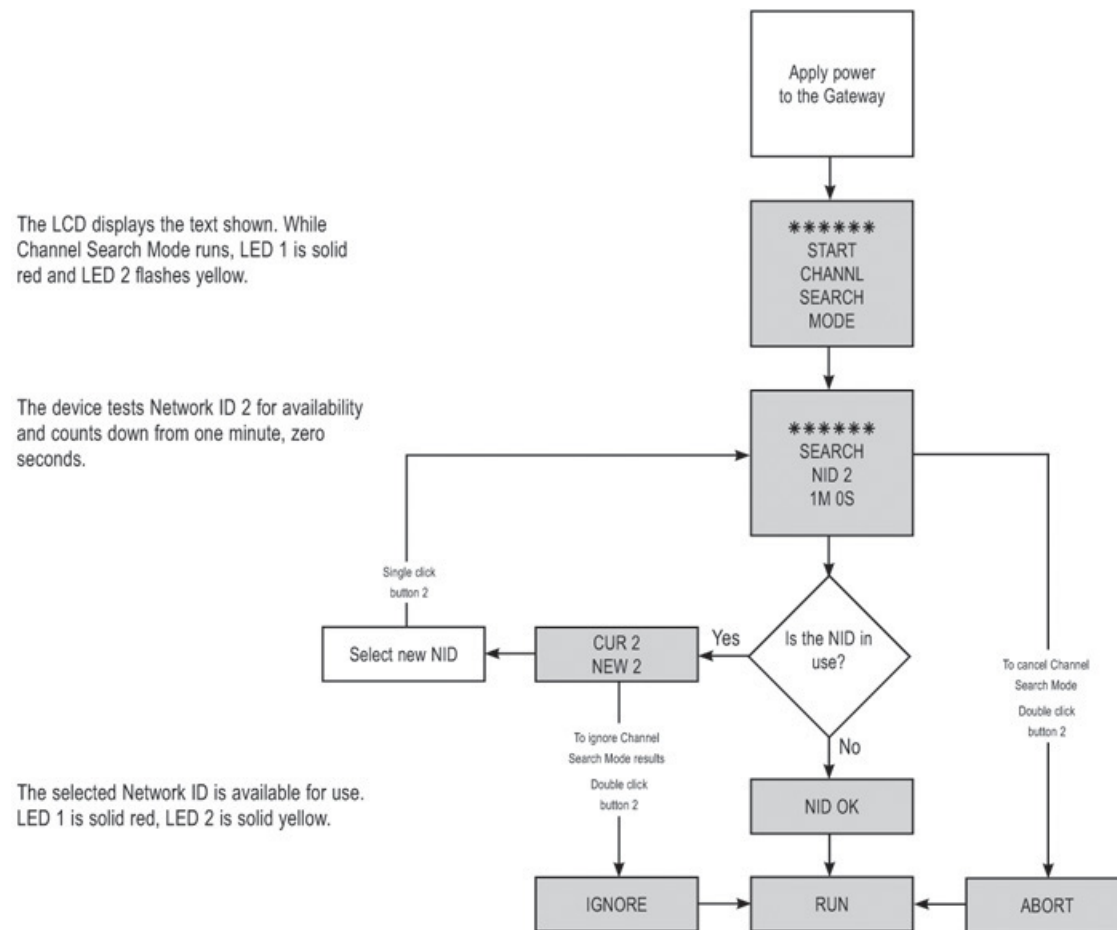 Apply power
to the Gateway
The LCD displays the text shown. While
Channel Search Mode runs, LED 1 is solid
red and LED 2 flashes yellow.
******
START
CHANNL
SEARCH
MODE
The device tests Network ID 2 for availability
and counts down from one minute, zero
seconds.
******
SEARCH
NID 2
1M 0S
Single click
button 2
Select new NID
CUR 2
NEW 2
Yes
Is the NID in
use?
To cancel Channel
Search Mode
Double click
button 2
To ignore Channel
Search Mode results
Double click
button 2
No
The selected Network ID is available for use.
LED 1 is solid red, LED 2 is solid yellow.
NID OK
IGNORE
RUN
ABORT